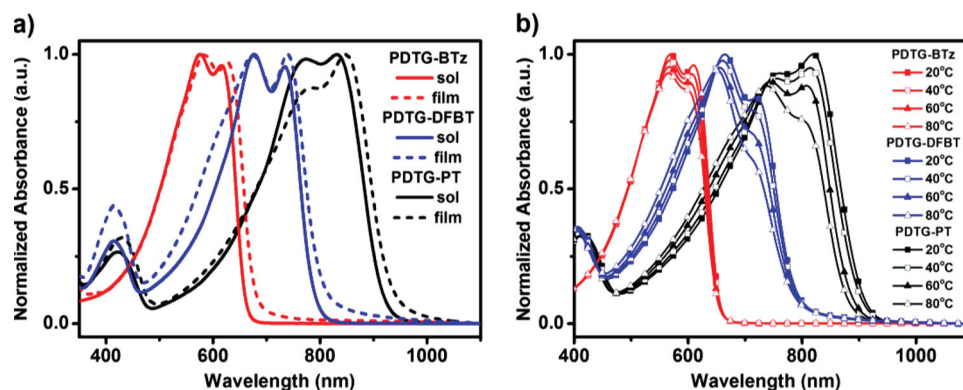 a)
Normalized Absorbance (a.u.)
1.0
0.5
0.0
400
600
800
1000
Wavelength (nm)
PDTG-BTz
sol
film
PDTG-DFBT
sol
film
PDTG-PT
sol
film
b)
Normalized Absorbance (a.u.)
1.0
0.5
0.0
400
600
800
1000
Wavelength (nm)
PDTG-BTz
20°C
40°C
60°C
80°C
PDTG-DFBT
20°C
40°C
60°C
80°C
PDTG-PT
20°C
40°C
60°C
80°C